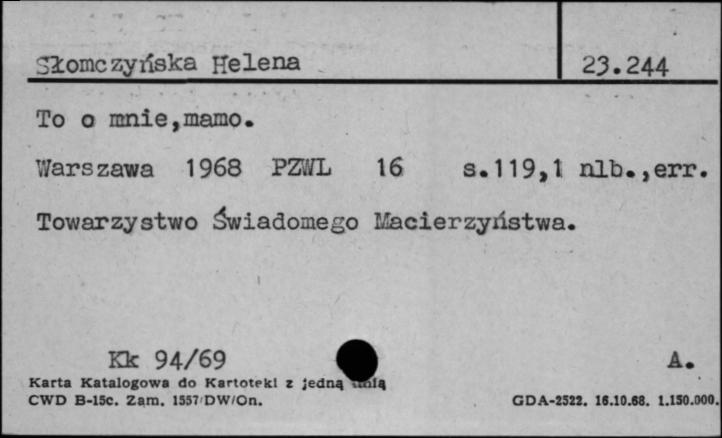 Słomczyńska Helena 23.244
To o mnie,mamo.
Warszawa 1968 PZWL 16 s.119,1 nlb.,err.
Towarzystwo Świadomego Macierzyństwa.
Kk 94/69 A.
Karta Katalogowa do Kartoteki z jedną
CWD B-15c. Zam. 1557/DW/On. GDA-2522. 16.10.68. 1.150.000.